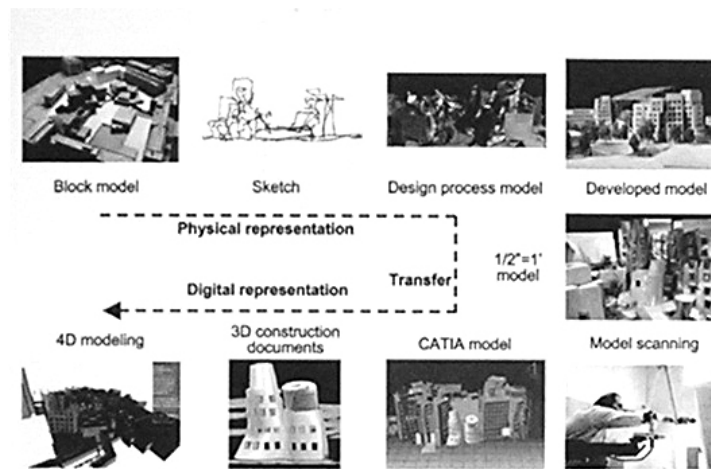 Block model
Sketch
Design process model
Developed model
Physical representation
1/2"=1'
model
Transfer
Digital representation
4D modeling
3D construction
documents
CATIA model
Model scanning